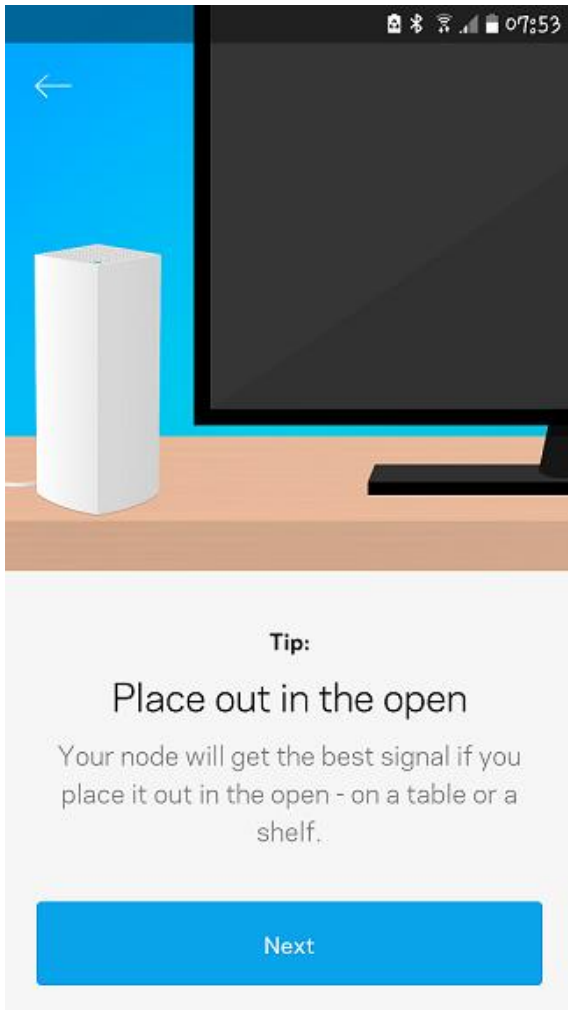 07:53
Tip:
Place out in the open
Your node will get the best signal if you
place it out in the open - on a table or a
shelf.
Next